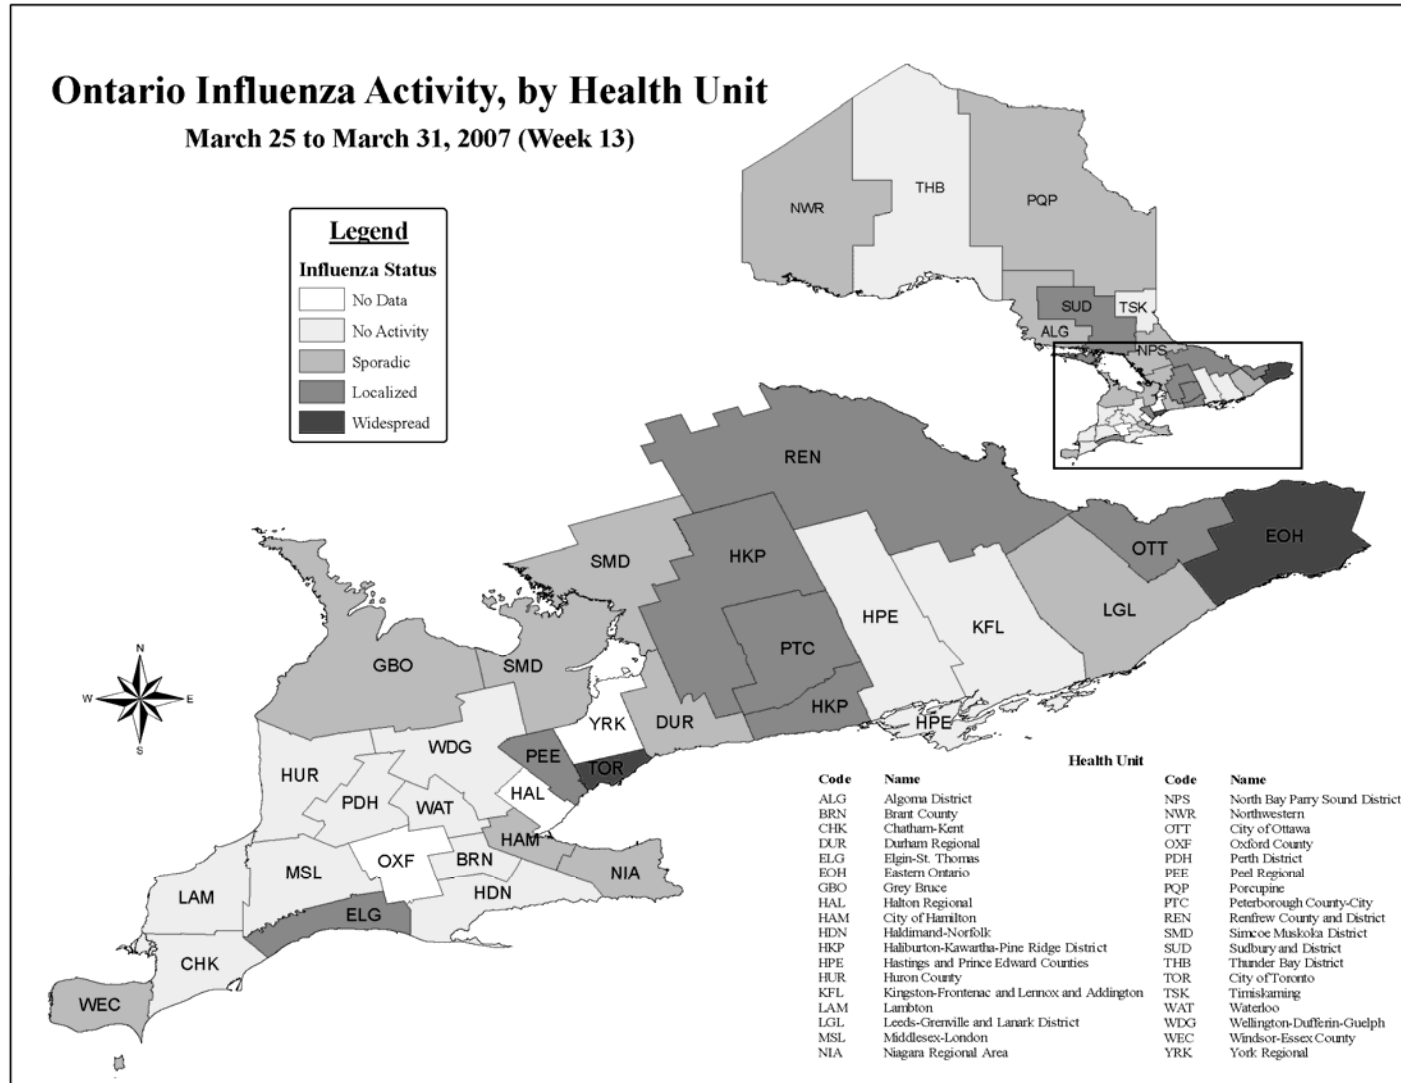 Ontario Influenza Activity, by Health Unit
March 25 to March 31, 2007 (Week 13)
Legend
Influenza Status
No Data
No Activity
Sporadic
Localized
Widespread
THB
NWR
PQP
SUD
TSK
ALG
NPS
REN
EOH
OTT
SMD
HKP
LGL
HPE
KFL
PTC
GBO
SMD
HKP
YRK
DUR
HPE
N
W
E
S
WDG
PEE
TOR
HUR
HAL
PDH
WAT
HAM
OXF
BRN
MSL
NIA
HDN
LAM
ELG
CHK
WEC
Health Unit
Code Name Code Name
ALG Algoma District NPS North Bay Parry Sound District
BRN Brant County NWR Northwestern
CHK Chatham-Kent OTT City of Ottawa
DUR Durham Regional OXF Oxford County
ELG Elgin-St. Thomas PDH Perth District
EOH Eastern Ontario PEE Peel Regional
GBO Grey Bruce PQP Porcupine
HAL Halton Regional PTC Peterborough County-City
HAM City of Hamilton REN Renfrew County and District
HDN Haldimand-Norfolk SMD Simcoe Muskoka District
HKP Haliburton-Kawartha-Pine Ridge District SUD Sudbury and District
HPE Hastings and Prince Edward Counties THB Thunder Bay District
HUR Huron County TOR City of Toronto
KFL Kingston-Frontenac and Lennox and Addington TSK Timiskaming
LAM Lambton WAT Waterloo
LGL Leeds-Grenville and Lanark District WDG Wellington-Dufferin-Guelph
MSL Middlesex-London WEC Windsor-Essex County
NIA Niagara Regional Area YRK York Regional